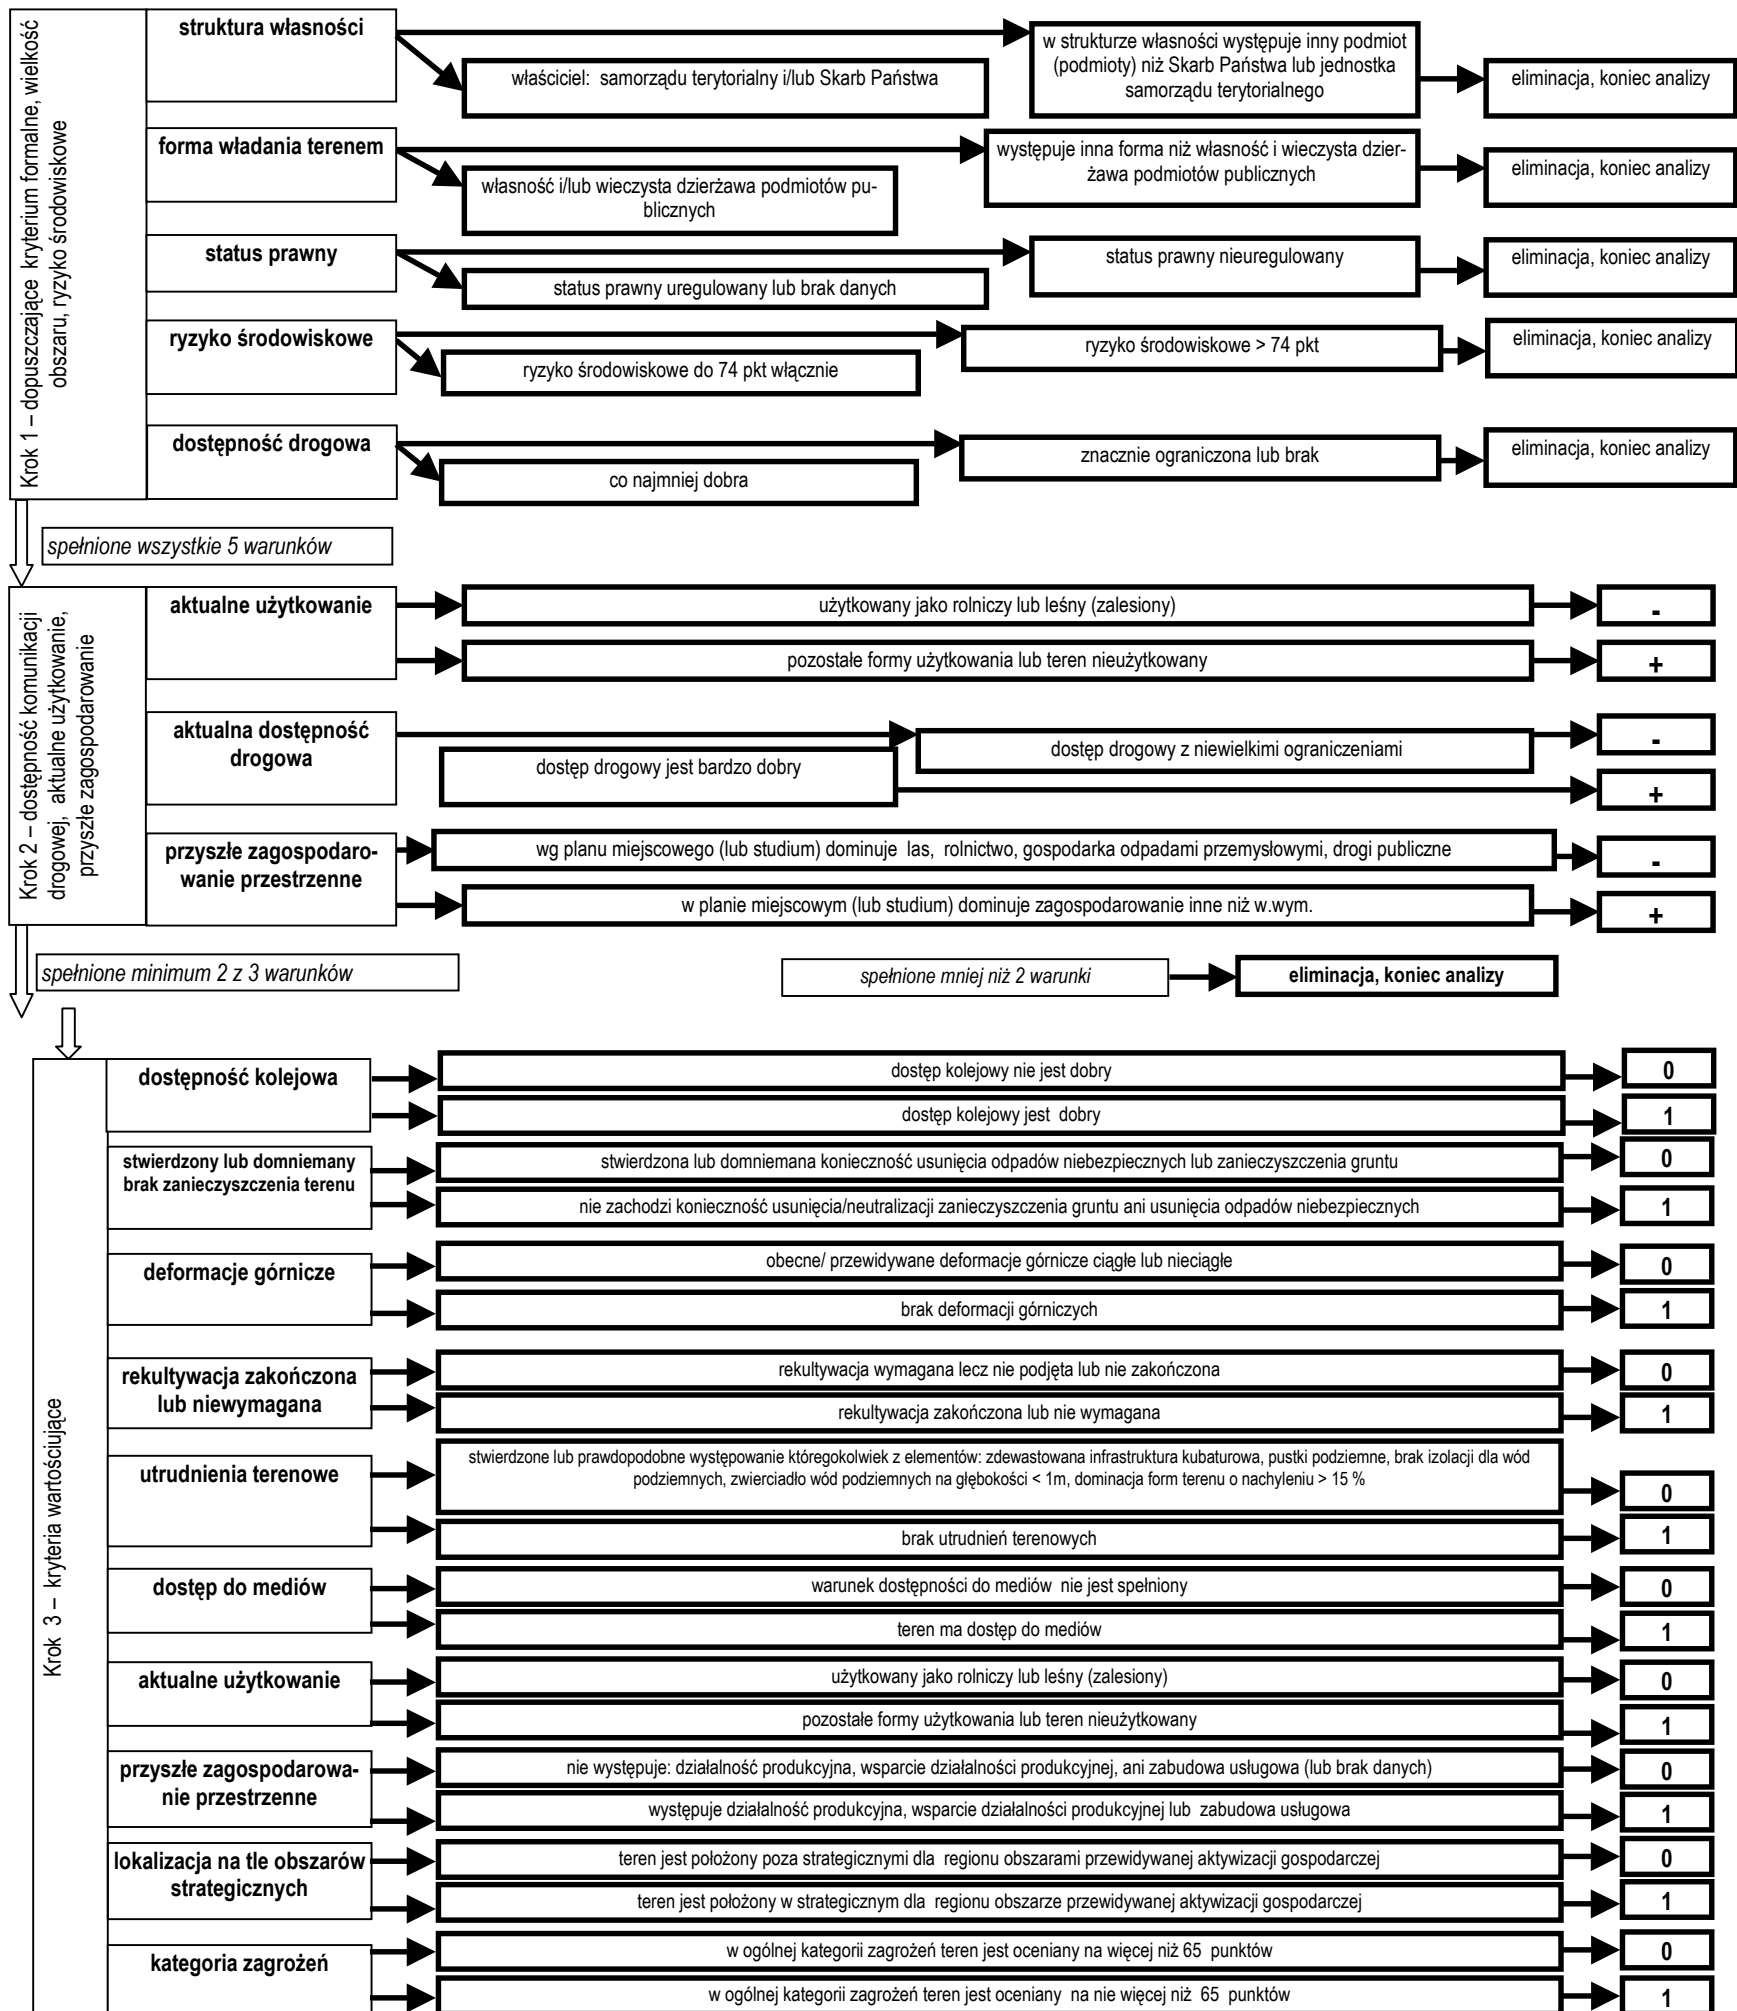 Krok 1 – dopuszczające kryterium formalne, wielkość
obszaru, ryzyko środowiskowe
struktura własności
w strukturze własności występuje inny podmiot
(podmioty) niż Skarb Państwa lub jednostka
samorządu terytorialnego
właściciel: samorządu terytorialny i/lub Skarb Państwa
eliminacja, koniec analizy
forma władania terenem
występuje inna forma niż własność i wieczysta dzier-
żawa podmiotów publicznych
własność i/lub wieczysta dzierżawa podmiotów pu-
blicznych
eliminacja, koniec analizy
status prawny
status prawny nieuregulowany
status prawny uregulowany lub brak danych
eliminacja, koniec analizy
ryzyko środowiskowe
ryzyko środowiskowe > 74 pkt
ryzyko środowiskowe do 74 pkt włącznie
eliminacja, koniec analizy
dostępność drogowa
znacznie ograniczona lub brak
co najmniej dobra
eliminacja, koniec analizy
spełnione wszystkie 5 warunków
Krok 2 – dostępność komunikacji
drogowej, aktualne użytkowanie,
przyszłe zagospodarowanie
aktualne użytkowanie
użytkowany jako rolniczy lub leśny (zalesiony)
-
pozostałe formy użytkowania lub teren nieużytkowany
+
aktualna dostępność
drogowa
dostęp drogowy z niewielkimi ograniczeniami
-
dostęp drogowy jest bardzo dobry
+
przyszłe zagospodaro-
wanie przestrzenne
wg planu miejscowego (lub studium) dominuje las, rolnictwo, gospodarka odpadami przemysłowymi, drogi publiczne
-
w planie miejscowym (lub studium) dominuje zagospodarowanie inne niż w.wym.
+
spełnione minimum 2 z 3 warunków
spełnione mniej niż 2 warunki
eliminacja, koniec analizy
Krok 3 – kryteria wartościujące
dostępność kolejowa
dostęp kolejowy nie jest dobry
0
dostęp kolejowy jest dobry
1
stwierdzony lub domniemany
brak zanieczyszczenia terenu
stwierdzona lub domniemana konieczność usunięcia odpadów niebezpiecznych lub zanieczyszczenia gruntu
0
nie zachodzi konieczność usunięcia/neutralizacji zanieczyszczenia gruntu ani usunięcia odpadów niebezpiecznych
1
deformacje górnicze
obecne/ przewidywane deformacje górnicze ciągłe lub nieciągłe
0
brak deformacji górniczych
1
rekultywacja zakończona
lub niewymagana
rekultywacja wymagana lecz nie podjęta lub nie zakończona
0
rekultywacja zakończona lub nie wymagana
1
utrudnienia terenowe
stwierdzone lub prawdopodobne występowanie któregokolwiek z elementów: zdewastowana infrastruktura kubaturowa, pustki podziemne, brak izolacji dla wód
podziemnych, zwierciadło wód podziemnych na głębokości < 1m, dominacja form terenu o nachyleniu > 15 %
0
brak utrudnień terenowych
1
dostęp do mediów
warunek dostępności do mediów nie jest spełniony
0
teren ma dostęp do mediów
1
aktualne użytkowanie
użytkowany jako rolniczy lub leśny (zalesiony)
0
pozostałe formy użytkowania lub teren nieużytkowany
1
przyszłe zagospodarowa-
nie przestrzenne
nie występuje: działalność produkcyjna, wsparcie działalności produkcyjnej, ani zabudowa usługowa (lub brak danych)
0
występuje działalność produkcyjna, wsparcie działalności produkcyjnej lub zabudowa usługowa
1
lokalizacja na tle obszarów
strategicznych
teren jest położony poza strategicznymi dla regionu obszarami przewidywanej aktywizacji gospodarczej
0
teren jest położony w strategicznym dla regionu obszarze przewidywanej aktywizacji gospodarczej
1
kategoria zagrożeń
w ogólnej kategorii zagrożeń teren jest oceniany na więcej niż 65 punktów
0
w ogólnej kategorii zagrożeń teren jest oceniany na nie więcej niż 65 punktów
1